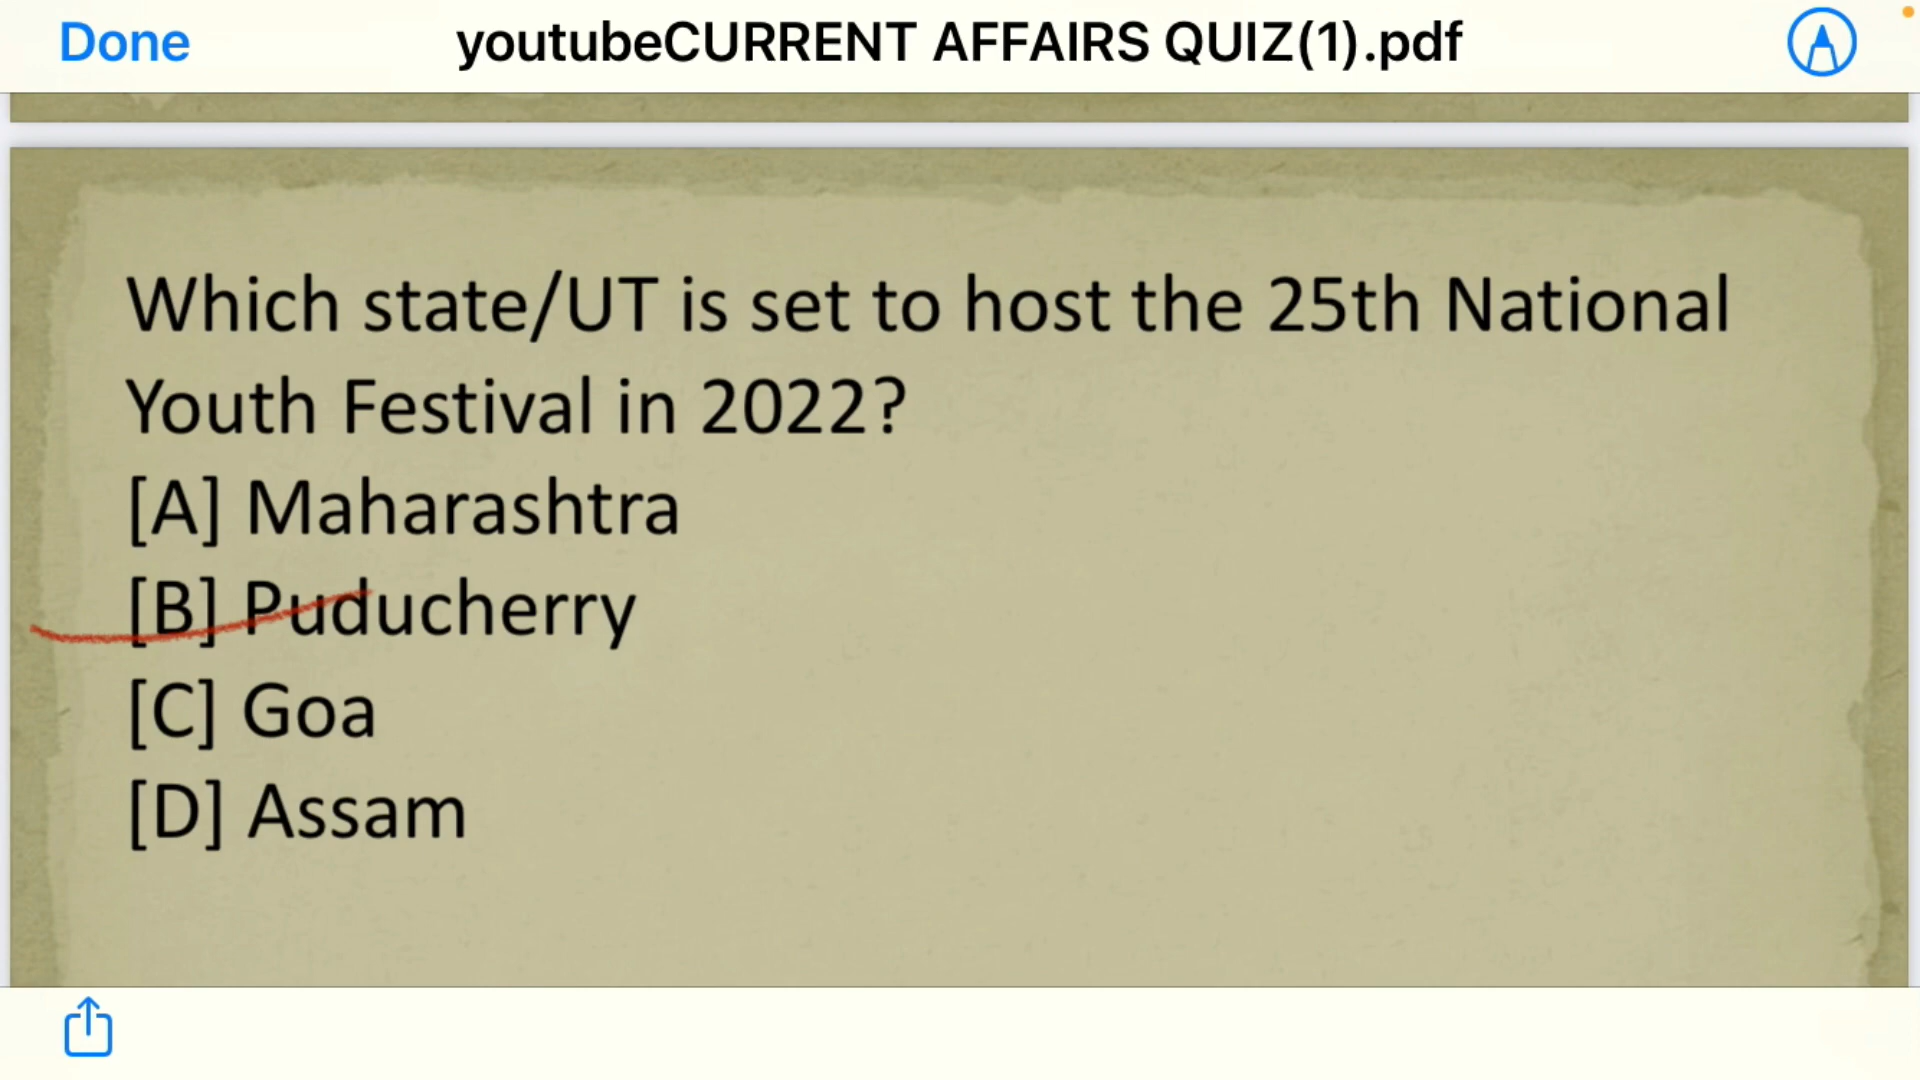 Done youtubeCURRENT AFFAIRS QUIZ(1).pdf
Which state/UT is set to host the 25th National
Youth Festival in 2022?
[A] Maharashtra
[B] Puducherry
[C] Goa
[D] Assam